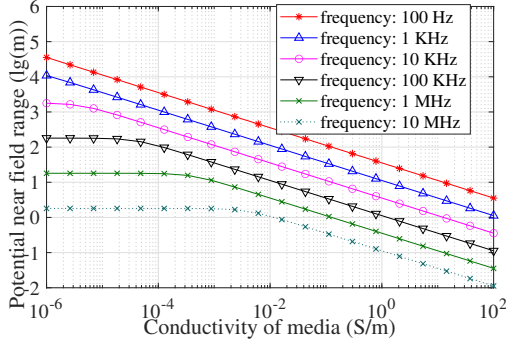 Potential near field range (lg(m))
6
5
4
3
2
1
0
-1
-2
frequency: 100 Hz
frequency: 1 KHz
frequency: 10 KHz
frequency: 100 KHz
frequency: 1 MHz
frequency: 10 MHz
10^-6 10^-4 10^-2 10^0 10^2
Conductivity of media (S/m)